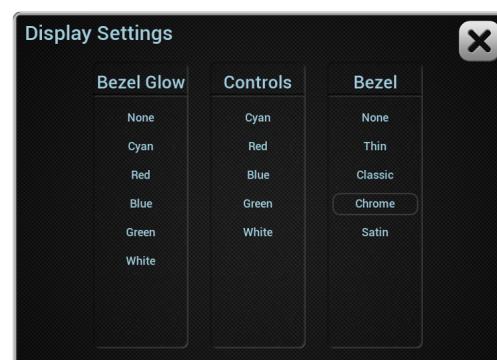 Display Settings
Bezel Glow
None
Cyan
Red
Blue
Green
White
Controls
Cyan
Red
Blue
Green
White
Bezel
None
Thin
Classic
Chrome
Satin